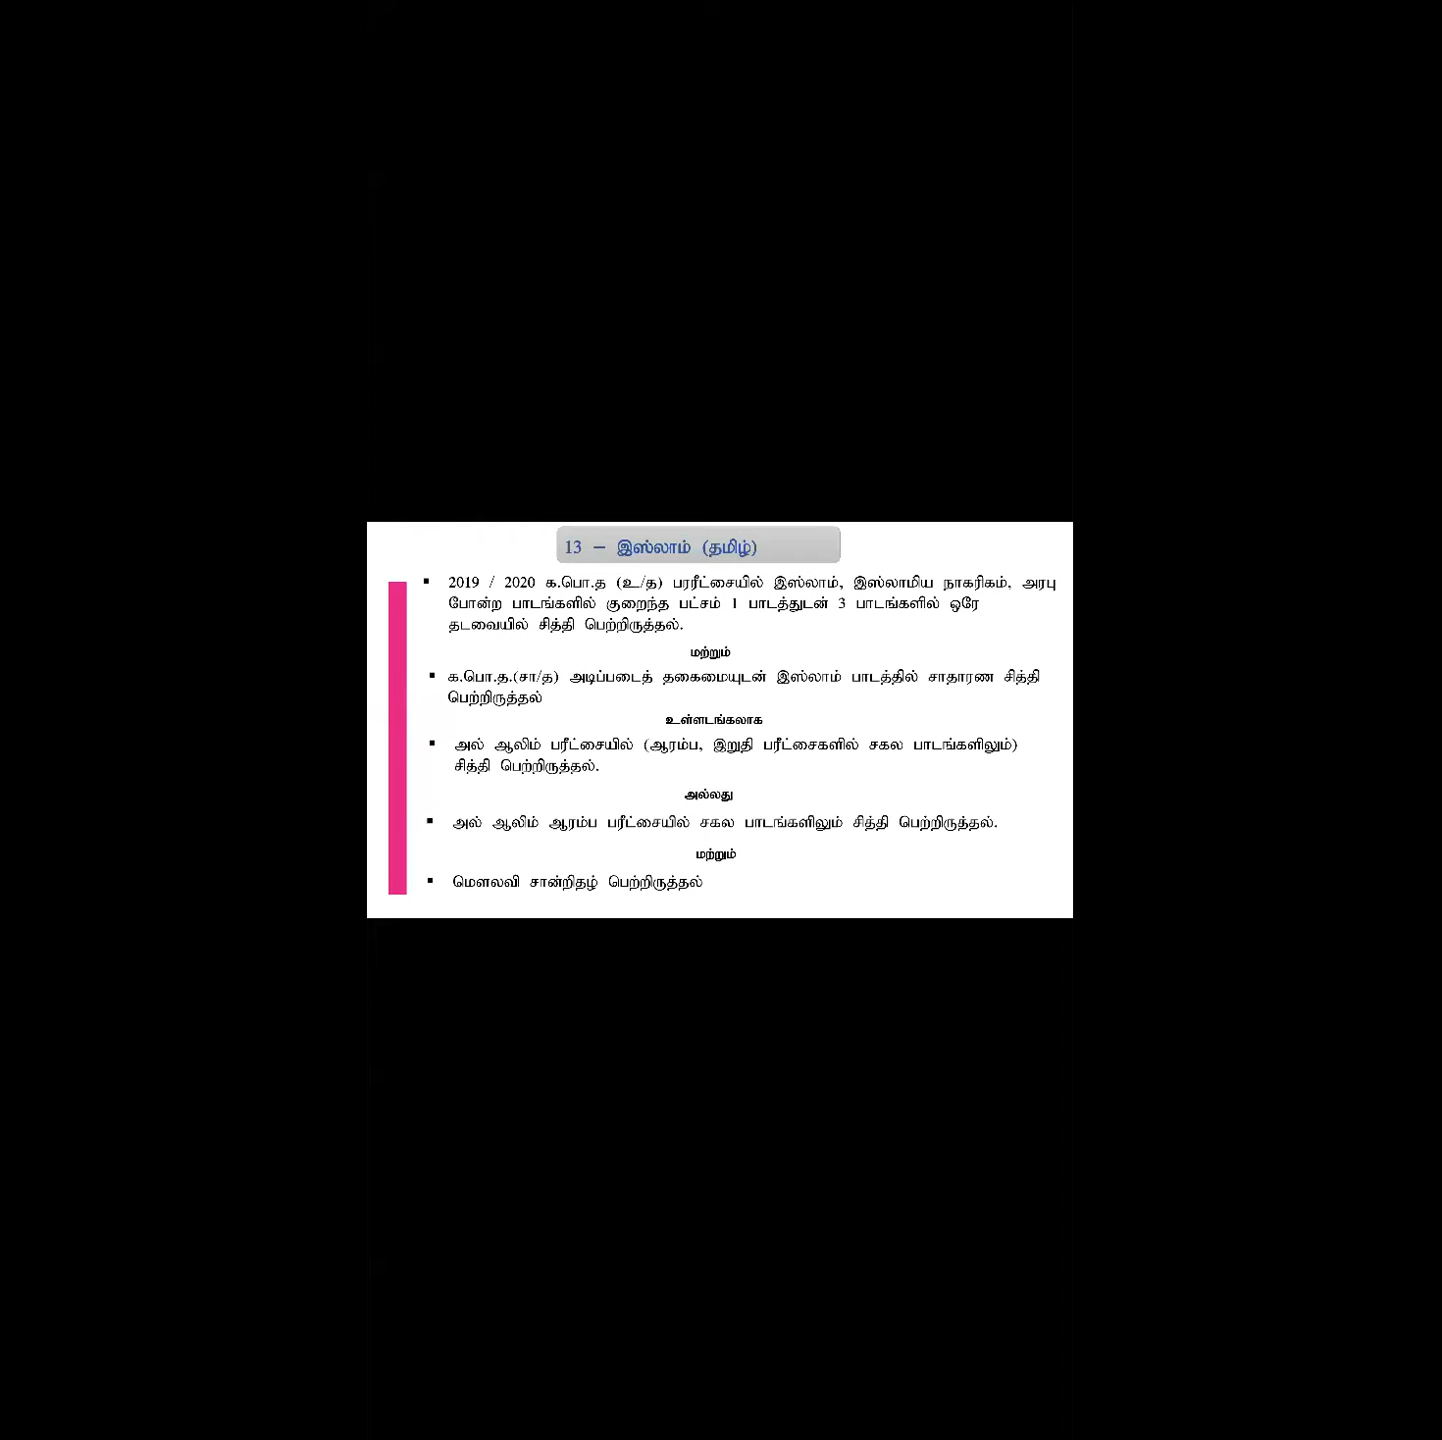 13 – இஸ்லாம் (தமிழ்)
▪ 2019 / 2020 க.பொ.த (உ/த) பரரீட்சையில் இஸ்லாம், இஸ்லாமிய நாகரிகம், அரபு
போன்ற பாடங்களில் குறைந்த பட்சம் 1 பாடத்துடன் 3 பாடங்களில் ஒரே
தடவையில் சித்தி பெற்றிருத்தல்.
மற்றும்
▪ க.பொ.த.(சா/த) அடிப்படைத் தகைமையுடன் இஸ்லாம் பாடத்தில் சாதாரண சித்தி
பெற்றிருத்தல்
உள்ளடங்கலாக
▪ அல் ஆலிம் பரீட்சையில் (ஆரம்ப, இறுதி பரீட்சைகளில் சகல பாடங்களிலும்)
சித்தி பெற்றிருத்தல்.
அல்லது
▪ அல் ஆலிம் ஆரம்ப பரீட்சையில் சகல பாடங்களிலும் சித்தி பெற்றிருத்தல்.
மற்றும்
▪ மௌலவி சான்றிதழ் பெற்றிருத்தல்